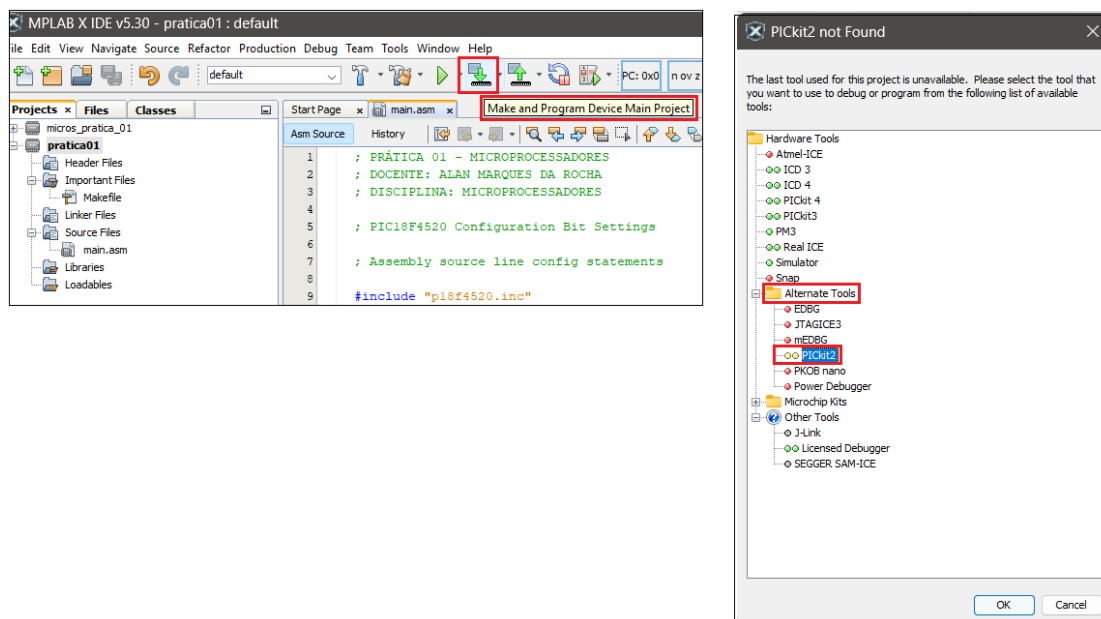 MPLAB X IDE v5.30 - pratica01 : default
ile Edit View Navigate Source Refactor Production Debug Team Tools Window Help
default
PC: 0x0
n ov z
Projects × Files Classes
Start Page × main.asm ×
Make and Program Device Main Project
Asm Source History
micros_pratica_01
pratica01
Header Files
Important Files
Makefile
Linker Files
Source Files
main.asm
Libraries
Loadables
1 ; PRÁTICA 01 - MICROPROCESSADORES
2 ; DOCENTE: ALAN MARQUES DA ROCHA
3 ; DISCIPLINA: MICROPROCESSADORES
4
5 ; PIC18F4520 Configuration Bit Settings
6
7 ; Assembly source line config statements
8
9 #include "p18f4520.inc"
PICkit2 not Found
The last tool used for this project is unavailable. Please select the tool that
you want to use to debug or program from the following list of available
tools:
Hardware Tools
Atmel-ICE
ICD 3
ICD 4
PICkit 4
PICkit3
PM3
Real ICE
Simulator
Snap
Alternate Tools
EDBG
JTAGICE3
mEDBG
PICkit2
PKOB nano
Power Debugger
Microchip Kits
Other Tools
J-Link
Licensed Debugger
SEGGER SAM-ICE
OK Cancel